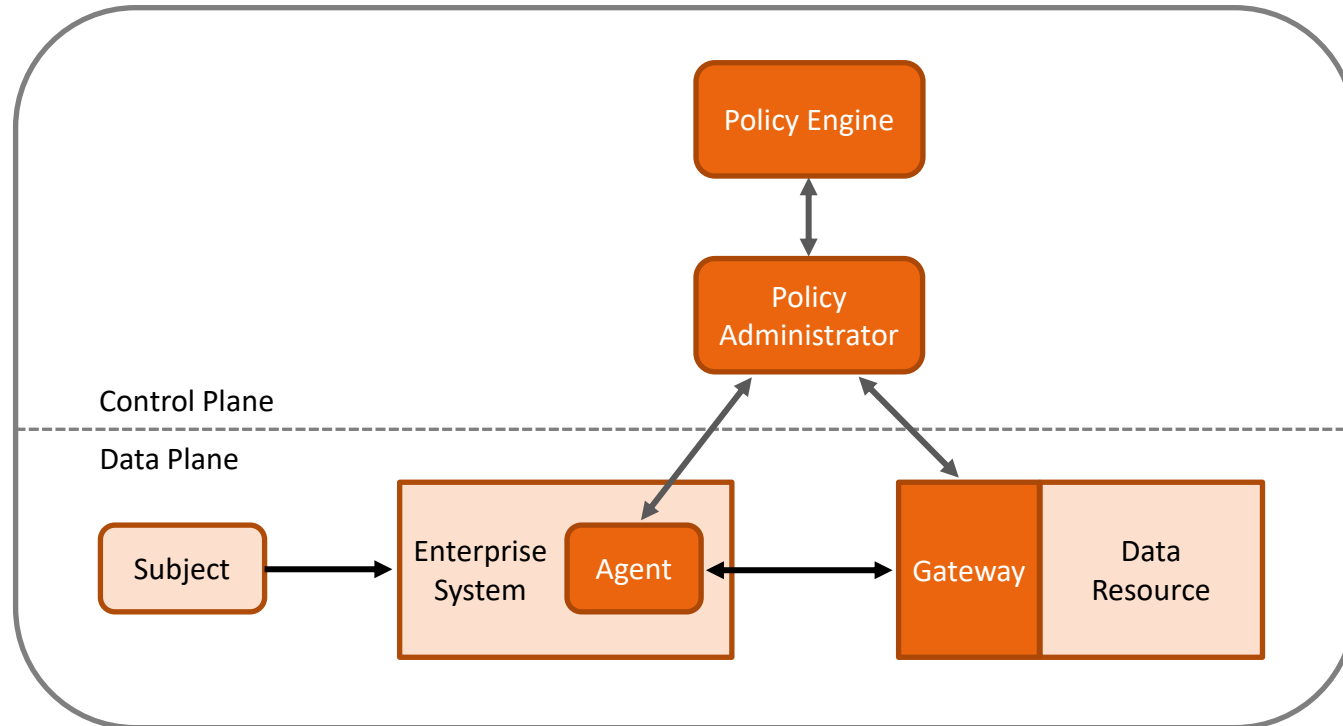 Policy Engine
Policy
Administrator
Control Plane
Data Plane
Subject
Enterprise
System
Agent
Gateway
Data
Resource